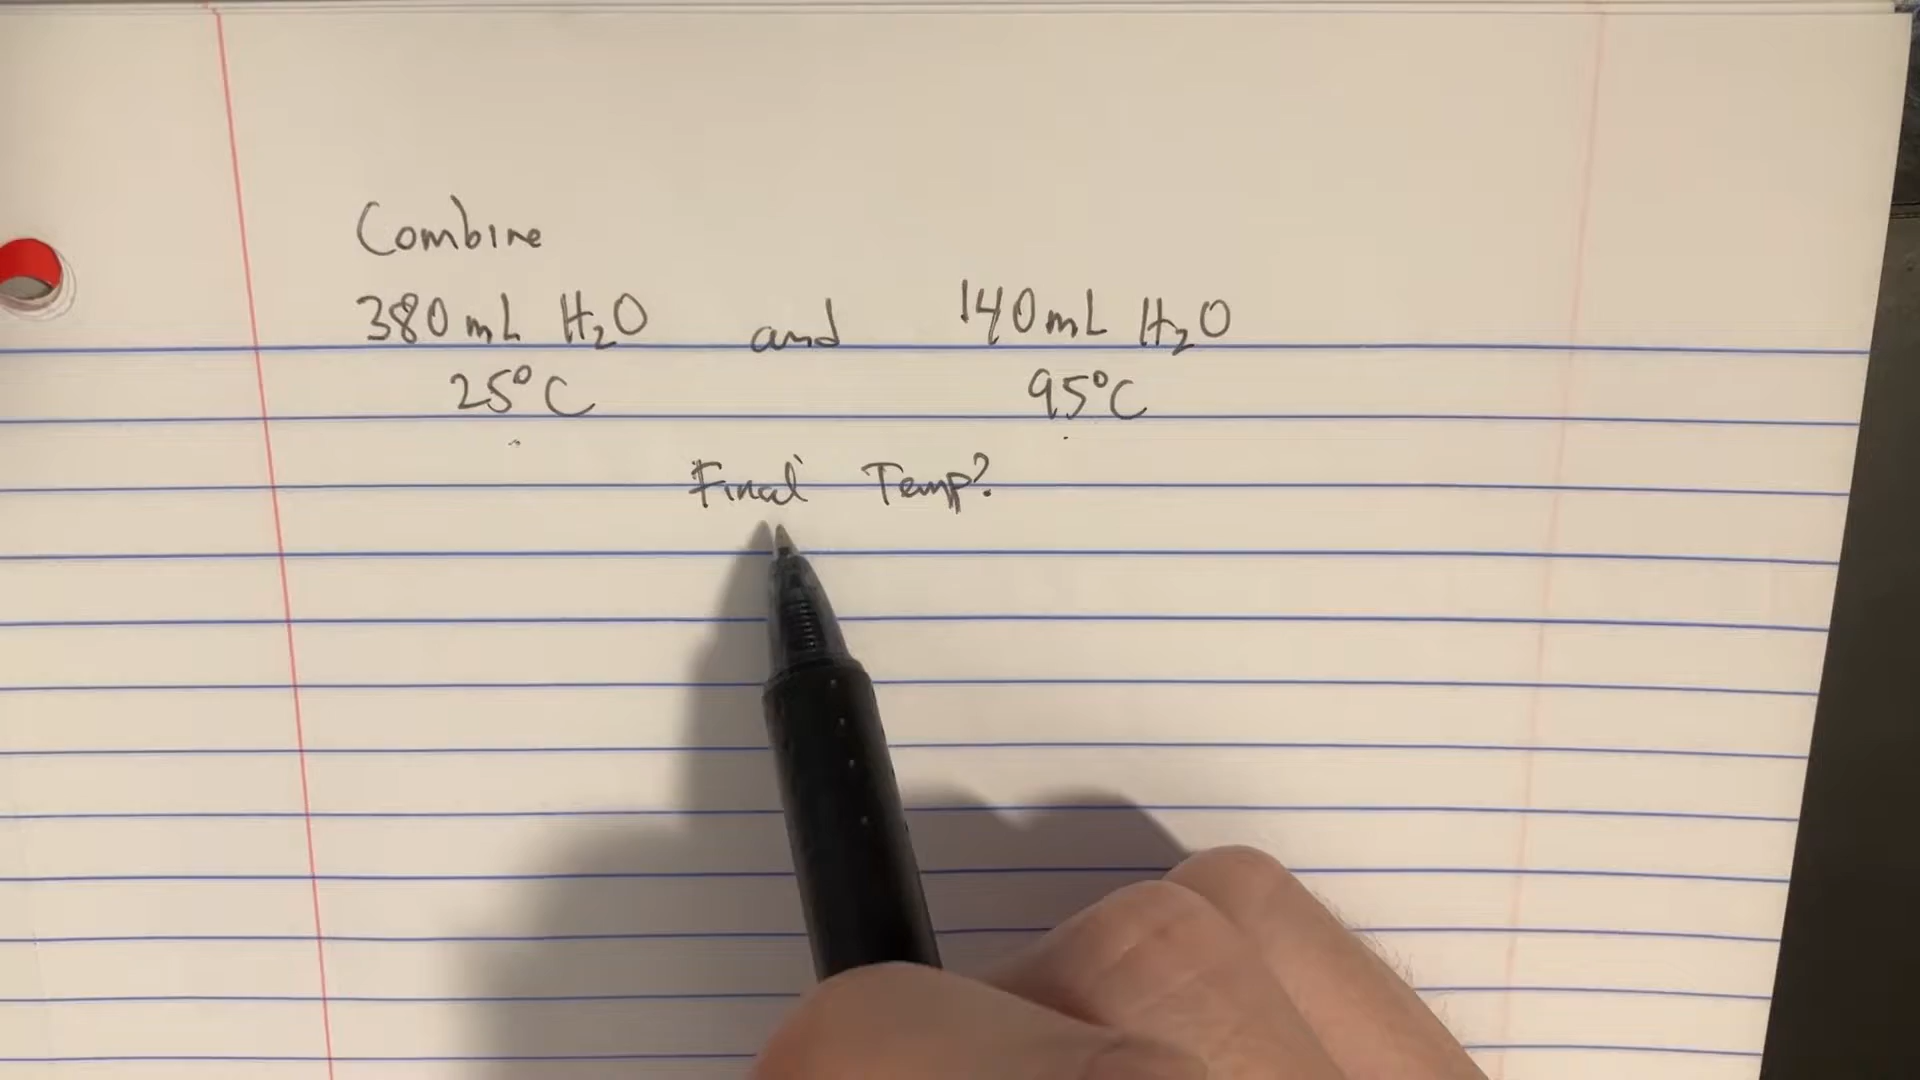 Combine
380 mL H₂O and 140 mL H₂O
25°C 95°C
Final Temp?